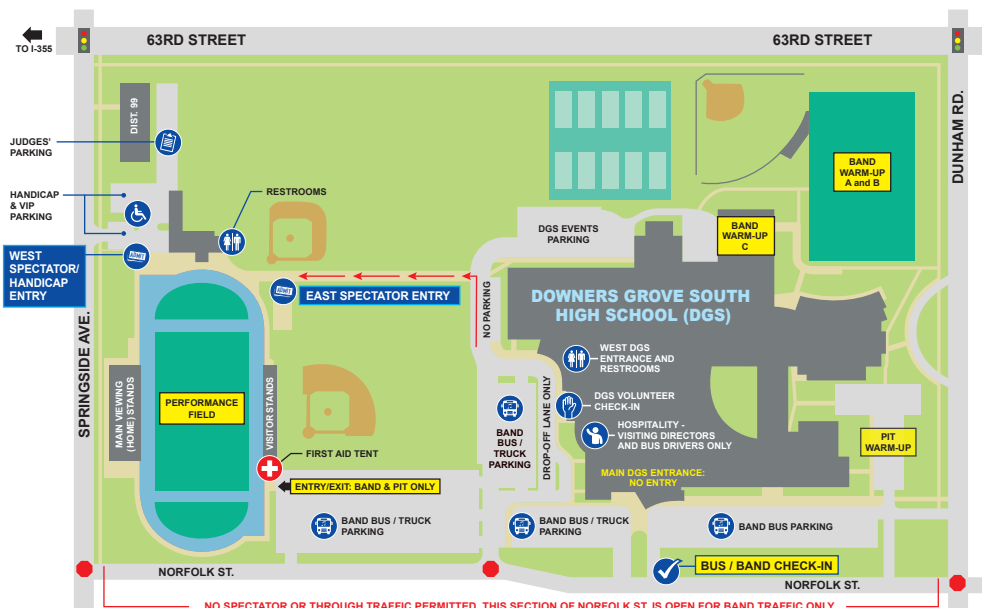 TO I-355
63RD STREET
63RD STREET
DUNHAM RD.
DIST. 99
JUDGES'
PARKING
HANDICAP
& VIP
PARKING
RESTROOMS
WEST
SPECTATOR/
HANDICAP
ENTRY
ADMIT
ADMIT
EAST SPECTATOR ENTRY
NO PARKING
DGS EVENTS
PARKING
BAND
WARM-UP
C
BAND
WARM-UP
A and B
DOWNERS GROVE SOUTH
HIGH SCHOOL (DGS)
WEST DGS
ENTRANCE AND
RESTROOMS
DGS VOLUNTEER
CHECK-IN
HOSPITALITY -
VISITING DIRECTORS
AND BUS DRIVERS ONLY
MAIN DGS ENTRANCE:
NO ENTRY
PIT
WARM-UP
SPRINGSIDE AVE.
MAIN VIEWING
(HOME) STANDS
PERFORMANCE
FIELD
VISITOR STANDS
FIRST AID TENT
ENTRY/EXIT: BAND & PIT ONLY
BAND
BUS /
TRUCK
PARKING
DROP-OFF LANE ONLY
BAND BUS / TRUCK
PARKING
BAND BUS / TRUCK
PARKING
BAND BUS PARKING
BUS / BAND CHECK-IN
NORFOLK ST.
NORFOLK ST.
NO SPECTATOR OR THROUGH TRAFFIC PERMITTED. THIS SECTION OF NORFOLK ST. IS OPEN FOR BAND TRAFFIC ONLY.